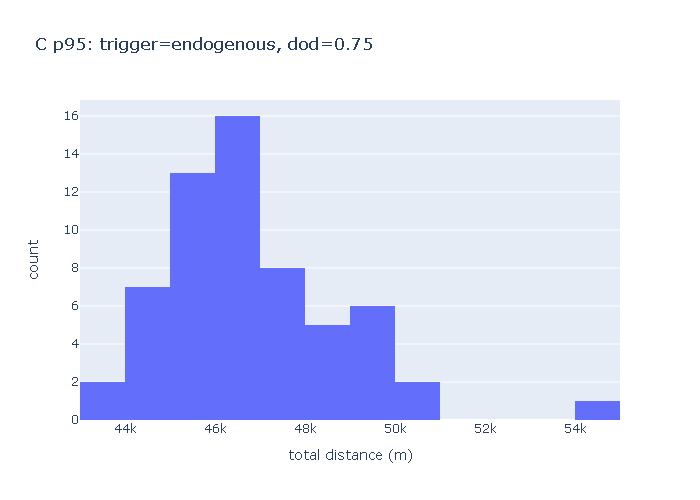 C p95: trigger=endogenous, dod=0.75
16
14
12
10
8
6
4
2
0
count
44k 46k 48k 50k 52k 54k
total distance (m)